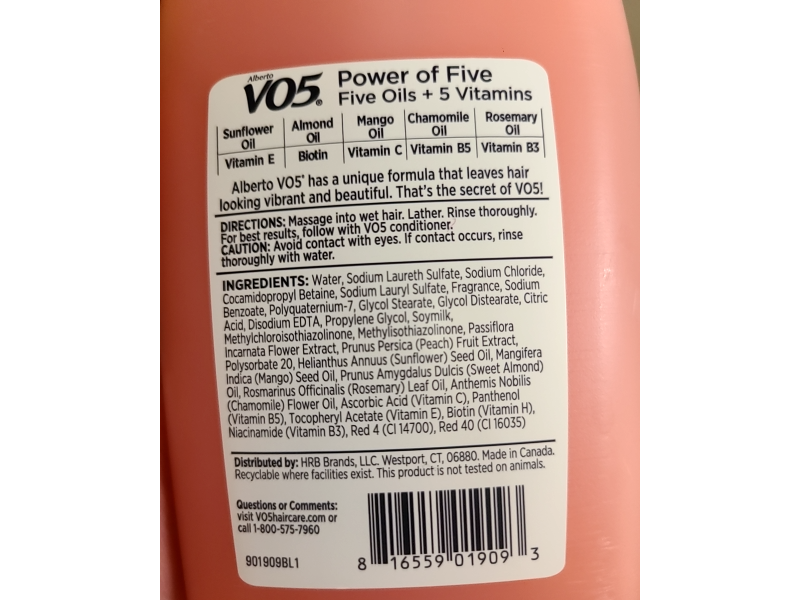 Alberto
VO5® Power of Five
Five Oils + 5 Vitamins
Sunflower Oil Almond Oil Mango Oil Chamomile Oil Rosemary Oil
Vitamin E Biotin Vitamin C Vitamin B5 Vitamin B3
Alberto VO5® has a unique formula that leaves hair
looking vibrant and beautiful. That's the secret of VO5!
DIRECTIONS: Massage into wet hair. Lather. Rinse thoroughly.
For best results, follow with VO5 conditioner.
CAUTION: Avoid contact with eyes. If contact occurs, rinse
thoroughly with water.
INGREDIENTS: Water, Sodium Laureth Sulfate, Sodium Chloride,
Cocamidopropyl Betaine, Sodium Lauryl Sulfate, Fragrance, Sodium
Benzoate, Polyquaternium-7, Glycol Stearate, Glycol Distearate, Citric
Acid, Disodium EDTA, Propylene Glycol, Soymilk,
Methylchloroisothiazolinone, Methylisothiazolinone, Passiflora
Incarnata Flower Extract, Prunus Persica (Peach) Fruit Extract,
Polysorbate 20, Helianthus Annuus (Sunflower) Seed Oil, Mangifera
Indica (Mango) Seed Oil, Prunus Amygdalus Dulcis (Sweet Almond)
Oil, Rosmarinus Officinalis (Rosemary) Leaf Oil, Anthemis Nobilis
(Chamomile) Flower Oil, Ascorbic Acid (Vitamin C), Panthenol
(Vitamin B5), Tocopheryl Acetate (Vitamin E), Biotin (Vitamin H),
Niacinamide (Vitamin B3), Red 4 (CI 14700), Red 40 (CI 16035)
Distributed by: HRB Brands, LLC. Westport, CT, 06880. Made in Canada.
Recyclable where facilities exist. This product is not tested on animals.
Questions or Comments:
visit VO5haircare.com or
call 1-800-575-7960
901909BL1
8 16559 01909 3